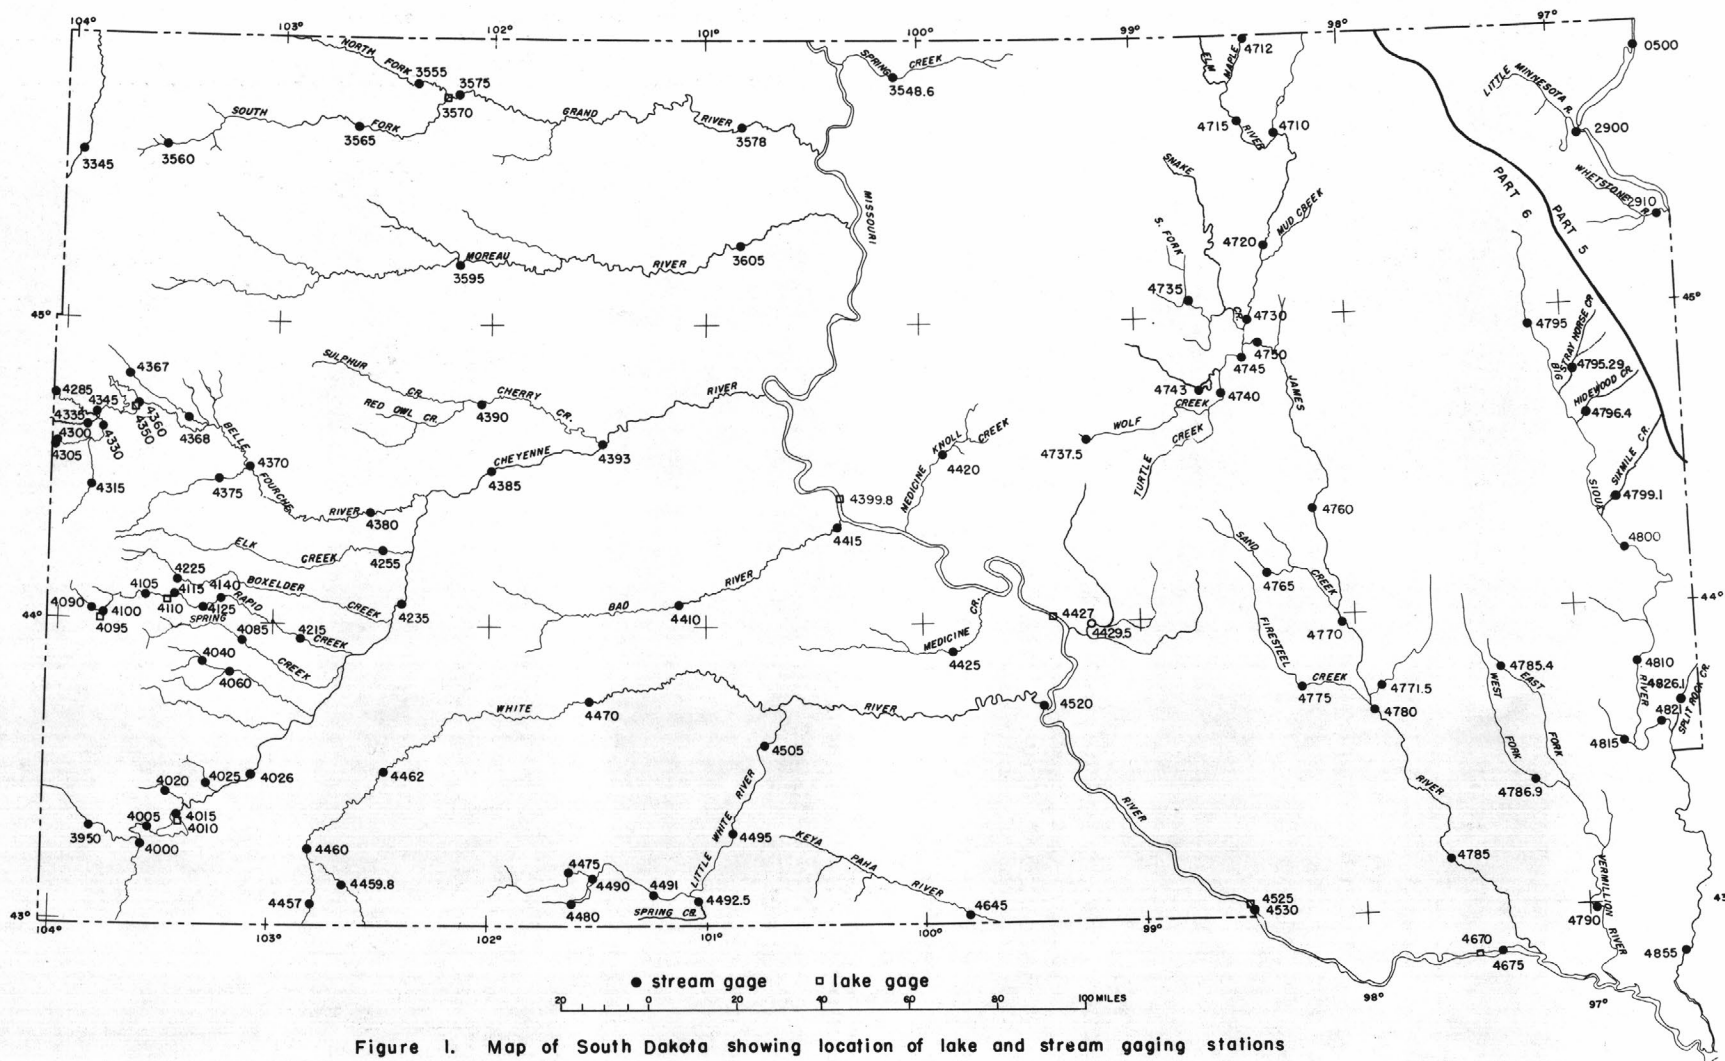 104°
103°
102°
101°
100°
99°
98°
97°
NORTH FORK
3555
3575
3570
SOUTH FORK
3565
3560
3345
GRAND RIVER
3578
SPRING CREEK
3548.6
MISSOURI
ELM
MAPLE
4712
4715
RIVER
4710
SNAKE
S. FORK
MUD CREEK
4720
4735
CR.
4730
4750
4745
4743
4740
JAMES
LITTLE MINNESOTA R.
0500
2900
WHETSTONE R.
2910
PART 6
PART 5
MOREAU RIVER
3595
3605
45°
45°
4795
STRAY HORSE CR
4795.29
BIG
HIDEWOOD CR.
4796.4
SIXMILE CR.
SIOUX
4799.1
4800
4367
4285
4345
4335
4360
4350
4300
4330
4305
4368
4315
BELLE FOURCHE RIVER
4370
4375
4380
SULPHUR CR.
RED OWL CR.
CHERRY CR.
4390
CHEYENNE RIVER
4393
4385
WOLF CREEK
4737.5
TURTLE CREEK
MEDICINE KNOLL CREEK
4420
4399.8
4415
4760
SAND CREEK
4765
4770
ELK CREEK
4255
4225
4105
4115
4140
BOXELDER CREEK
4090
4100
4110
4125
RAPID CREEK
4095
SPRING CREEK
4085
4215
4235
44°
44°
4040
4060
BAD RIVER
4410
MEDICINE CR.
4425
4427
4429.5
FIRESTEEL CREEK
4775
4771.5
4780
4785.4
WEST FORK
EAST FORK
4786.9
4810
4826.1
RIVER
482
SPLIT ROCK CR.
4815
WHITE RIVER
4470
4520
4505
4462
4025
4026
4020
4005
4015
4010
3950
4000
4460
4459.8
4457
LITTLE WHITE RIVER
4495
4475
4490
4491
4480
4492.5
SPRING CR.
KEYA PAHA RIVER
4645
RIVER
4525
4530
RIVER
4785
VERMILLION RIVER
4790
4670
4675
4855
43°
43
104°
103°
102°
101°
100°
99°
98°
97°
stream gage
lake gage
20 0 20 40 60 80 100 MILES
Figure 1. Map of South Dakota showing location of lake and stream gaging stations